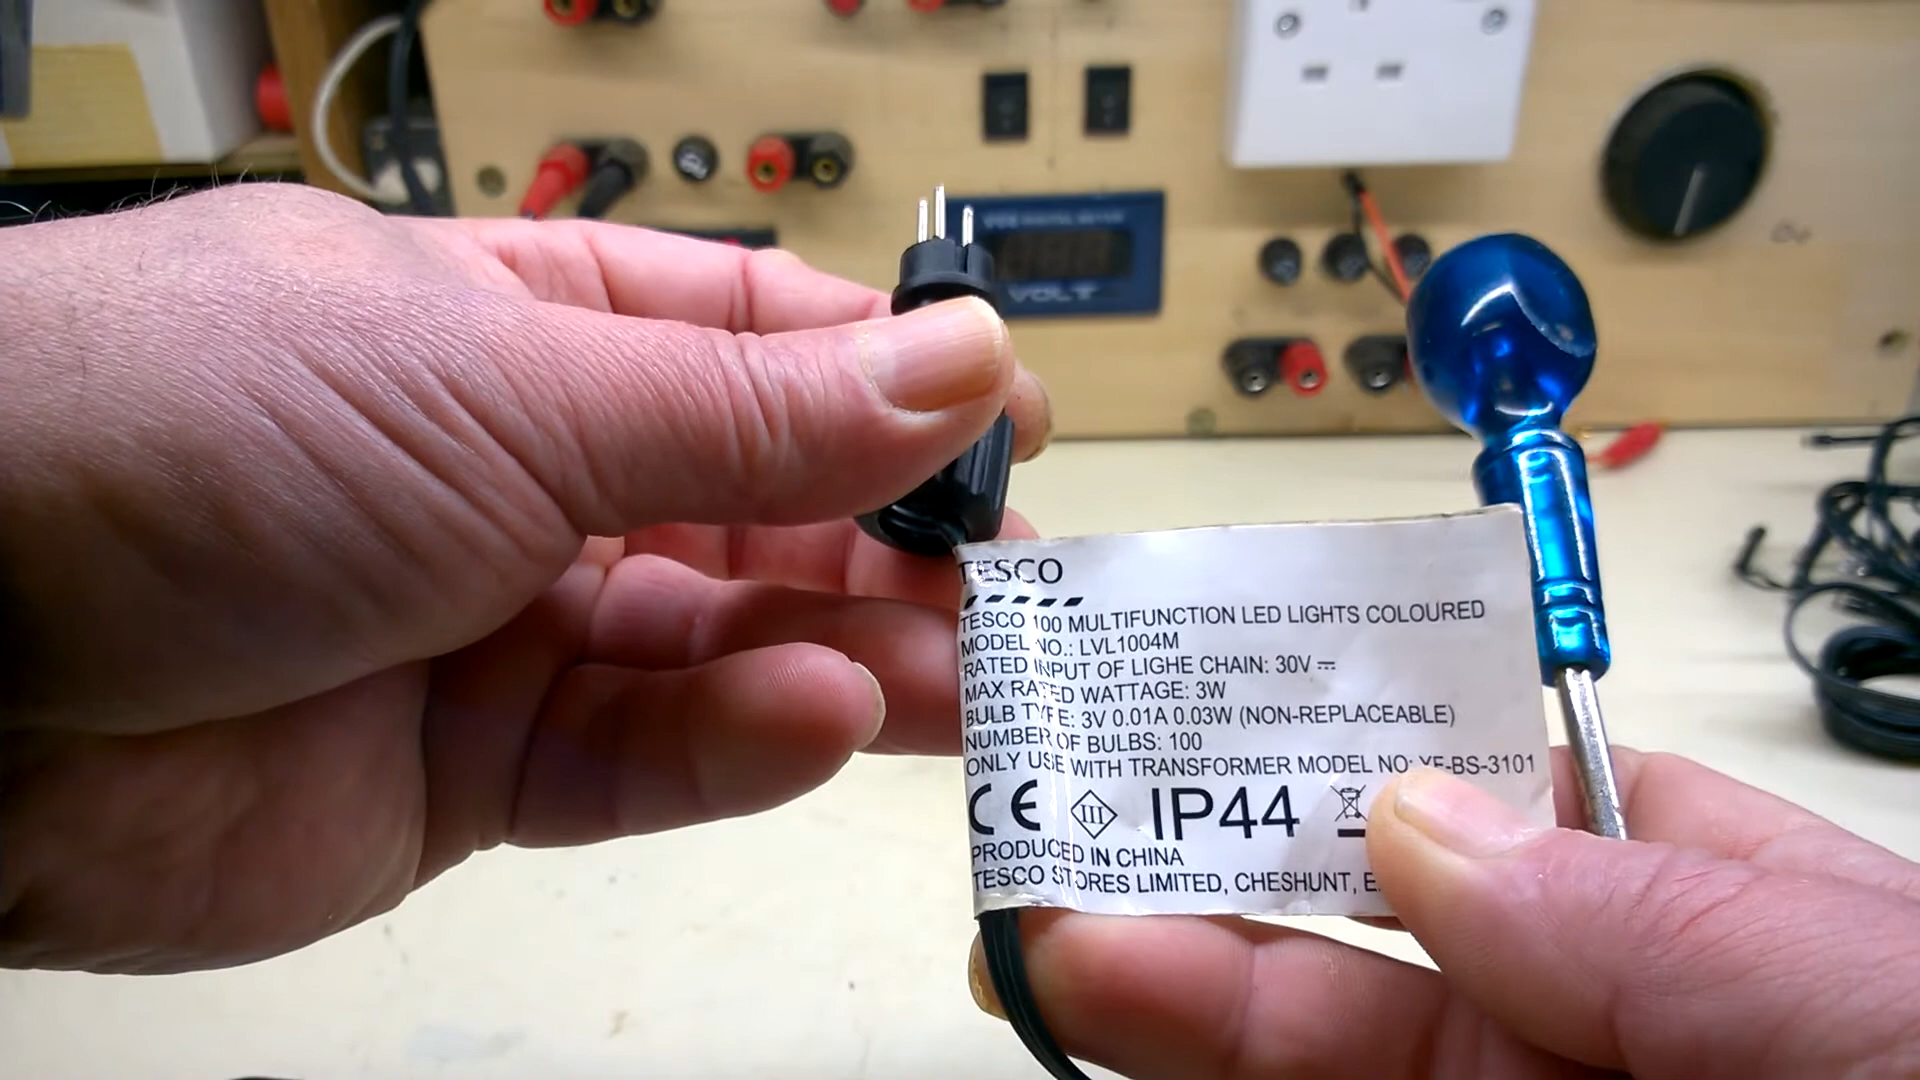 VOLT
TESCO
TESCO 100 MULTIFUNCTION LED LIGHTS COLOURED
MODEL NO.: LVL1004M
RATED INPUT OF LIGHE CHAIN: 30V
MAX RATED WATTAGE: 3W
BULB TYPE: 3V 0.01A 0.03W (NON-REPLACEABLE)
NUMBER OF BULBS: 100
ONLY USE WITH TRANSFORMER MODEL NO: YF-BS-3101
CE III IP44
PRODUCED IN CHINA
TESCO STORES LIMITED, CHESHUNT,